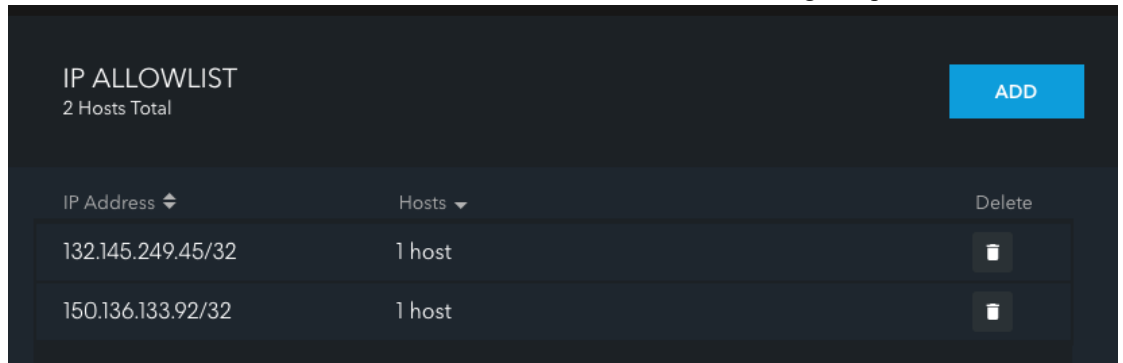 IP ALLOWLIST
2 Hosts Total
ADD
IP Address Hosts Delete
132.145.249.45/32 1 host
150.136.133.92/32 1 host